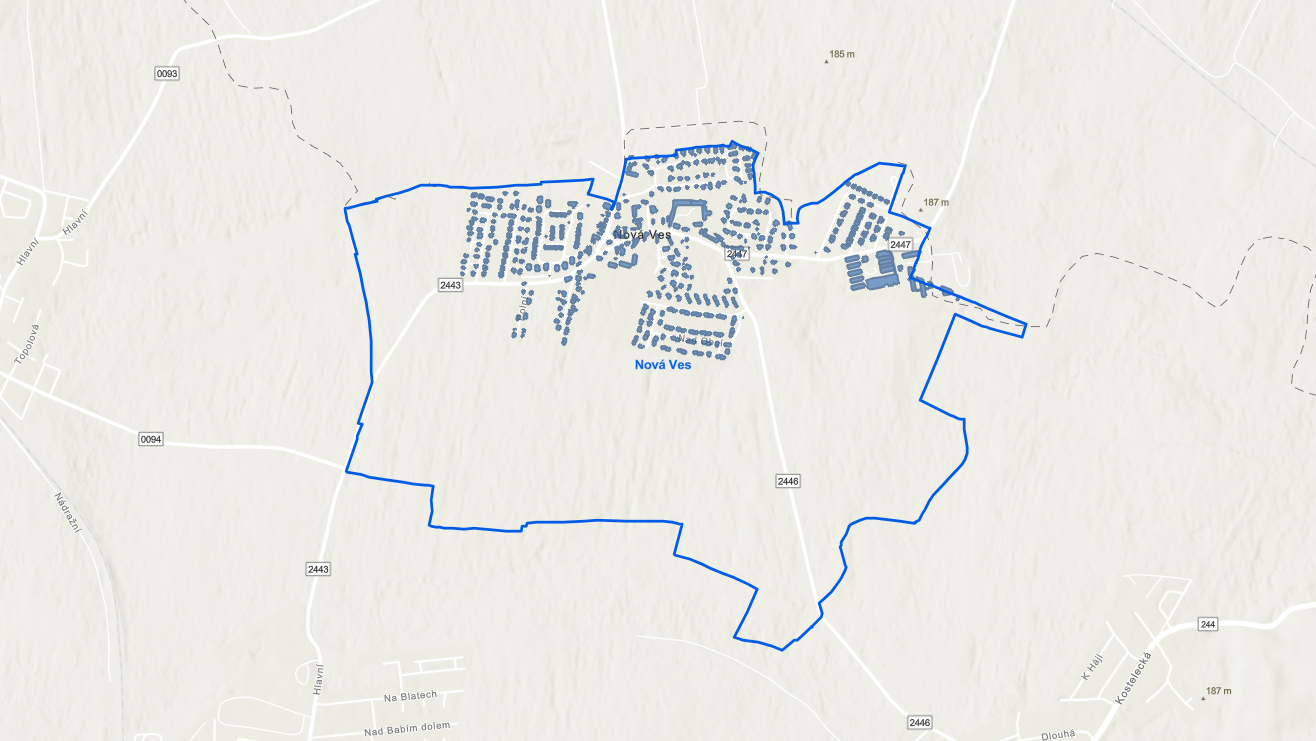 185 m
0093
187 m
Hlavní
Hlavní
Nová Ves
2447
2447
2443
Topolová
Nová Ves
0094
2446
Nádražní
2443
244
K Háji
Kostelecká
Hlavní
187 m
Na Blatech
Nad Babím dolem
2446
Dlouhá